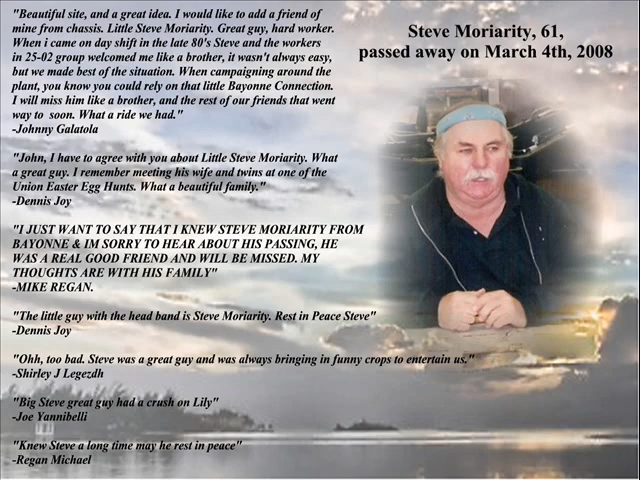 "Beautiful site, and a great idea. I would like to add a friend of
mine from chassis. Little Steve Moriarity. Great guy, hard worker.
When i came on day shift in the late 80's Steve and the workers
in 25-02 group welcomed me like a brother, it wasn't always easy,
but we made best of the situation. When campaigning around the
plant, you know you could rely on that little Bayonne Connection.
I will miss him like a brother, and the rest of our friends that went
way to  soon. What a ride we had."
-Johnny Galatola
"John, I have to agree with you about Little Steve Moriarity. What
a great guy. I remember meeting his wife and twins at one of the
Union Easter Egg Hunts. What a beautiful family."
-Dennis Joy
"I JUST WANT TO SAY THAT I KNEW STEVE MORIARITY FROM
BAYONNE & IM SORRY TO HEAR ABOUT HIS PASSING, HE
WAS A REAL GOOD FRIEND AND WILL BE MISSED. MY
THOUGHTS ARE WITH HIS FAMILY"
-MIKE REGAN.
"The little guy with the head band is Steve Moriarity. Rest in Peace Steve"
-Dennis Joy
"Ohh, too bad. Steve was a great guy and was always bringing in funny crops to entertain us."
-Shirley J Legezdh
"Big Steve great guy had a crush on Lily"
-Joe Yannibelli
"Knew Steve a long time may he rest in peace"
-Regan Michael
Steve Moriarity, 61,
passed away on March 4th, 2008